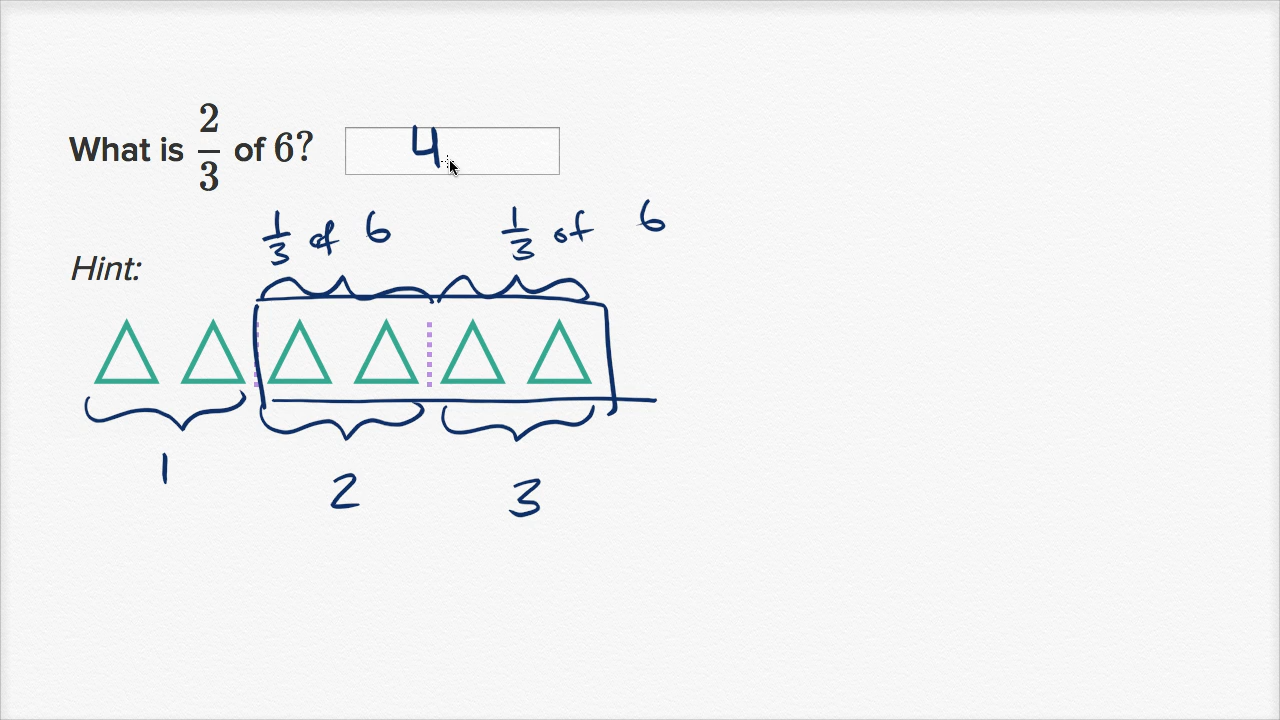 What is 2/3 of 6? 4
1/3 of 6 1/3 of 6
Hint:
1 2 3